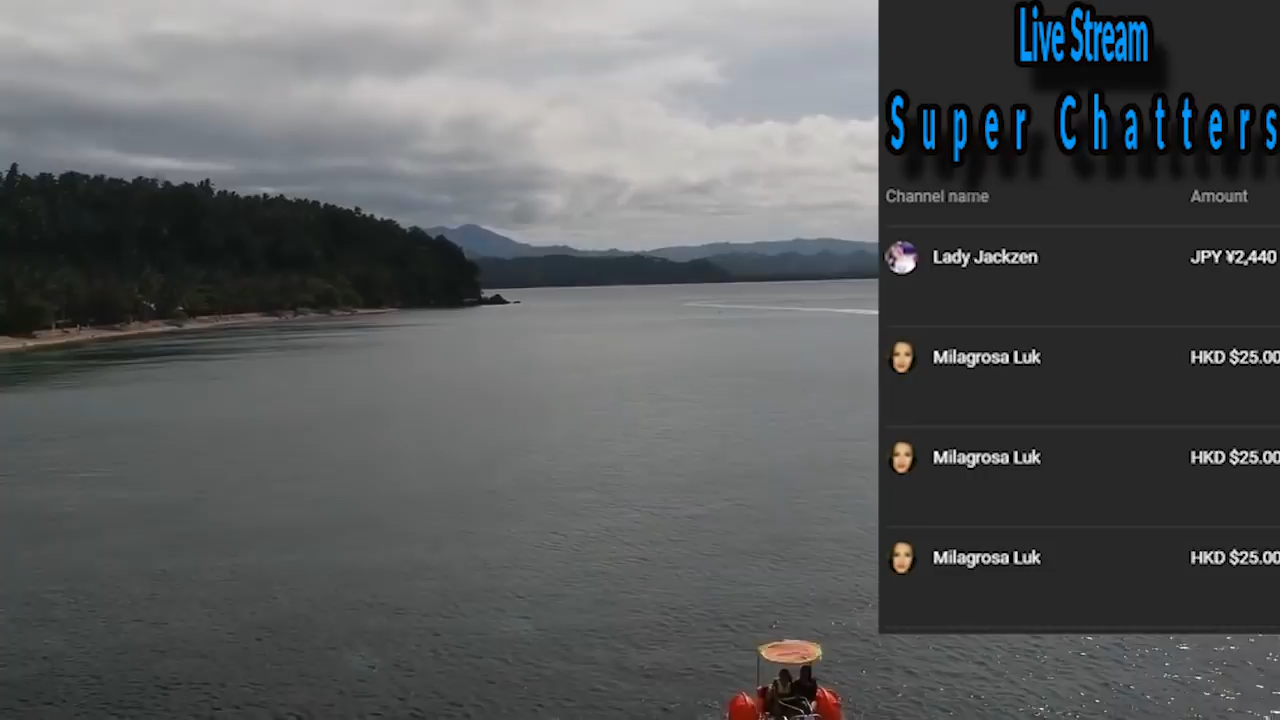 Live Stream
Super Chatters
Channel name Amount
Lady Jackzen JPY ¥2,440
Milagrosa Luk HKD $25.00
Milagrosa Luk HKD $25.00
Milagrosa Luk HKD $25.00